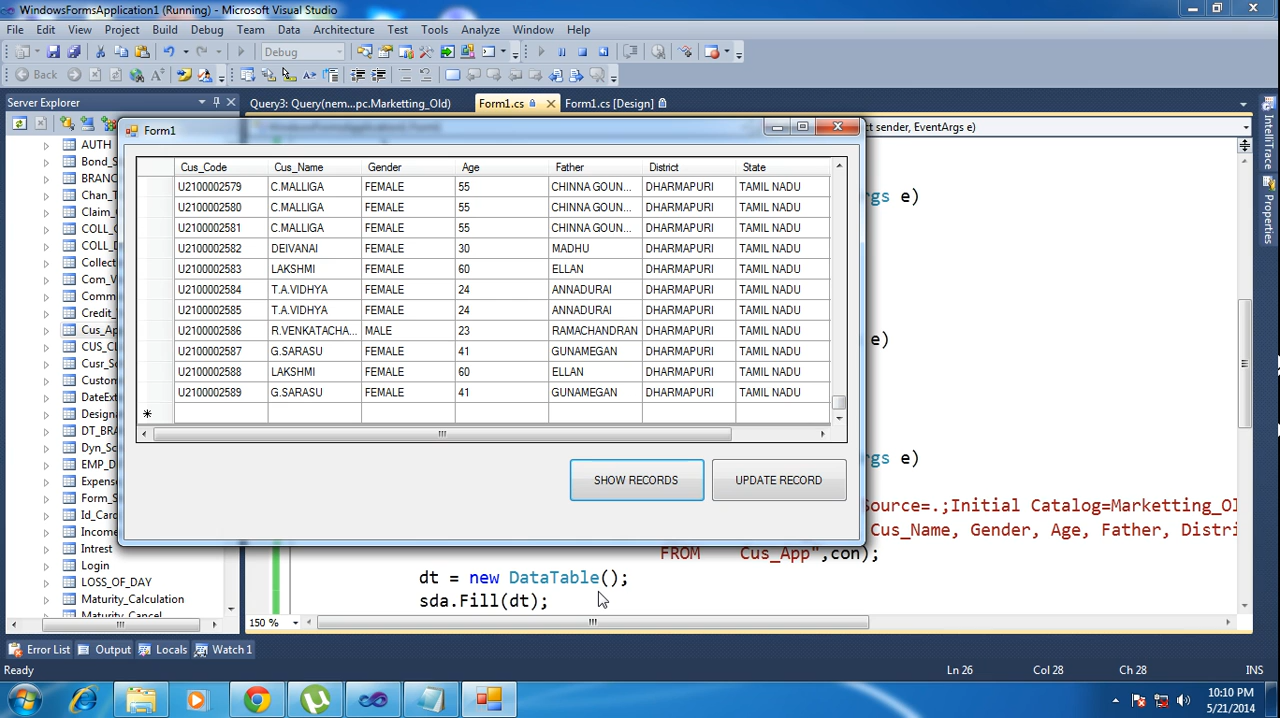 WindowsFormsApplication1 (Running) - Microsoft Visual Studio
File Edit View Project Build Debug Team Data Architecture Test Tools Analyze Window Help
Debug
Back
Server Explorer
Query3: Query(nem...pc.Marketting_Old) Form1.cs Form1.cs [Design]
Form1
ct sender, EventArgs e)
AUTH
Bond_S
BRANC
Chan_T
Claim_
COLL_C
COLL_D
Collect
Com_W
Comm
Credit_
Cus_Ap
CUS_CL
Cusr_Sc
Custom
DateExt
Designa
DT_BRA
Dyn_Sc
EMP_D
Expense
Form_S
Id_Card
Income
Intrest
Login
LOSS_OF_DAY
Maturity_Calculation
Maturity_Cancel
Cus_Code Cus_Name Gender Age Father District State
U2100002579 C.MALLIGA FEMALE 55 CHINNA GOUN... DHARMAPURI TAMIL NADU
U2100002580 C.MALLIGA FEMALE 55 CHINNA GOUN... DHARMAPURI TAMIL NADU
U2100002581 C.MALLIGA FEMALE 55 CHINNA GOUN... DHARMAPURI TAMIL NADU
U2100002582 DEIVANAI FEMALE 30 MADHU DHARMAPURI TAMIL NADU
U2100002583 LAKSHMI FEMALE 60 ELLAN DHARMAPURI TAMIL NADU
U2100002584 T.A.VIDHYA FEMALE 24 ANNADURAI DHARMAPURI TAMIL NADU
U2100002585 T.A.VIDHYA FEMALE 24 ANNADURAI DHARMAPURI TAMIL NADU
U2100002586 R.VENKATACHA... MALE 23 RAMACHANDRAN DHARMAPURI TAMIL NADU
U2100002587 G.SARASU FEMALE 41 GUNAMEGAN DHARMAPURI TAMIL NADU
U2100002588 LAKSHMI FEMALE 60 ELLAN DHARMAPURI TAMIL NADU
U2100002589 G.SARASU FEMALE 41 GUNAMEGAN DHARMAPURI TAMIL NADU
SHOW RECORDS UPDATE RECORD
rgs e)
e)
rgs e)
Source=.;Initial Catalog=Marketting_Ol
Cus_Name, Gender, Age, Father, Distri
FROM Cus_App",con);
dt = new DataTable();
sda.Fill(dt);
150 %
IntelliTrace
Properties
Error List Output Locals Watch 1
Ready Ln 26 Col 28 Ch 28 INS
10:10 PM
5/21/2014